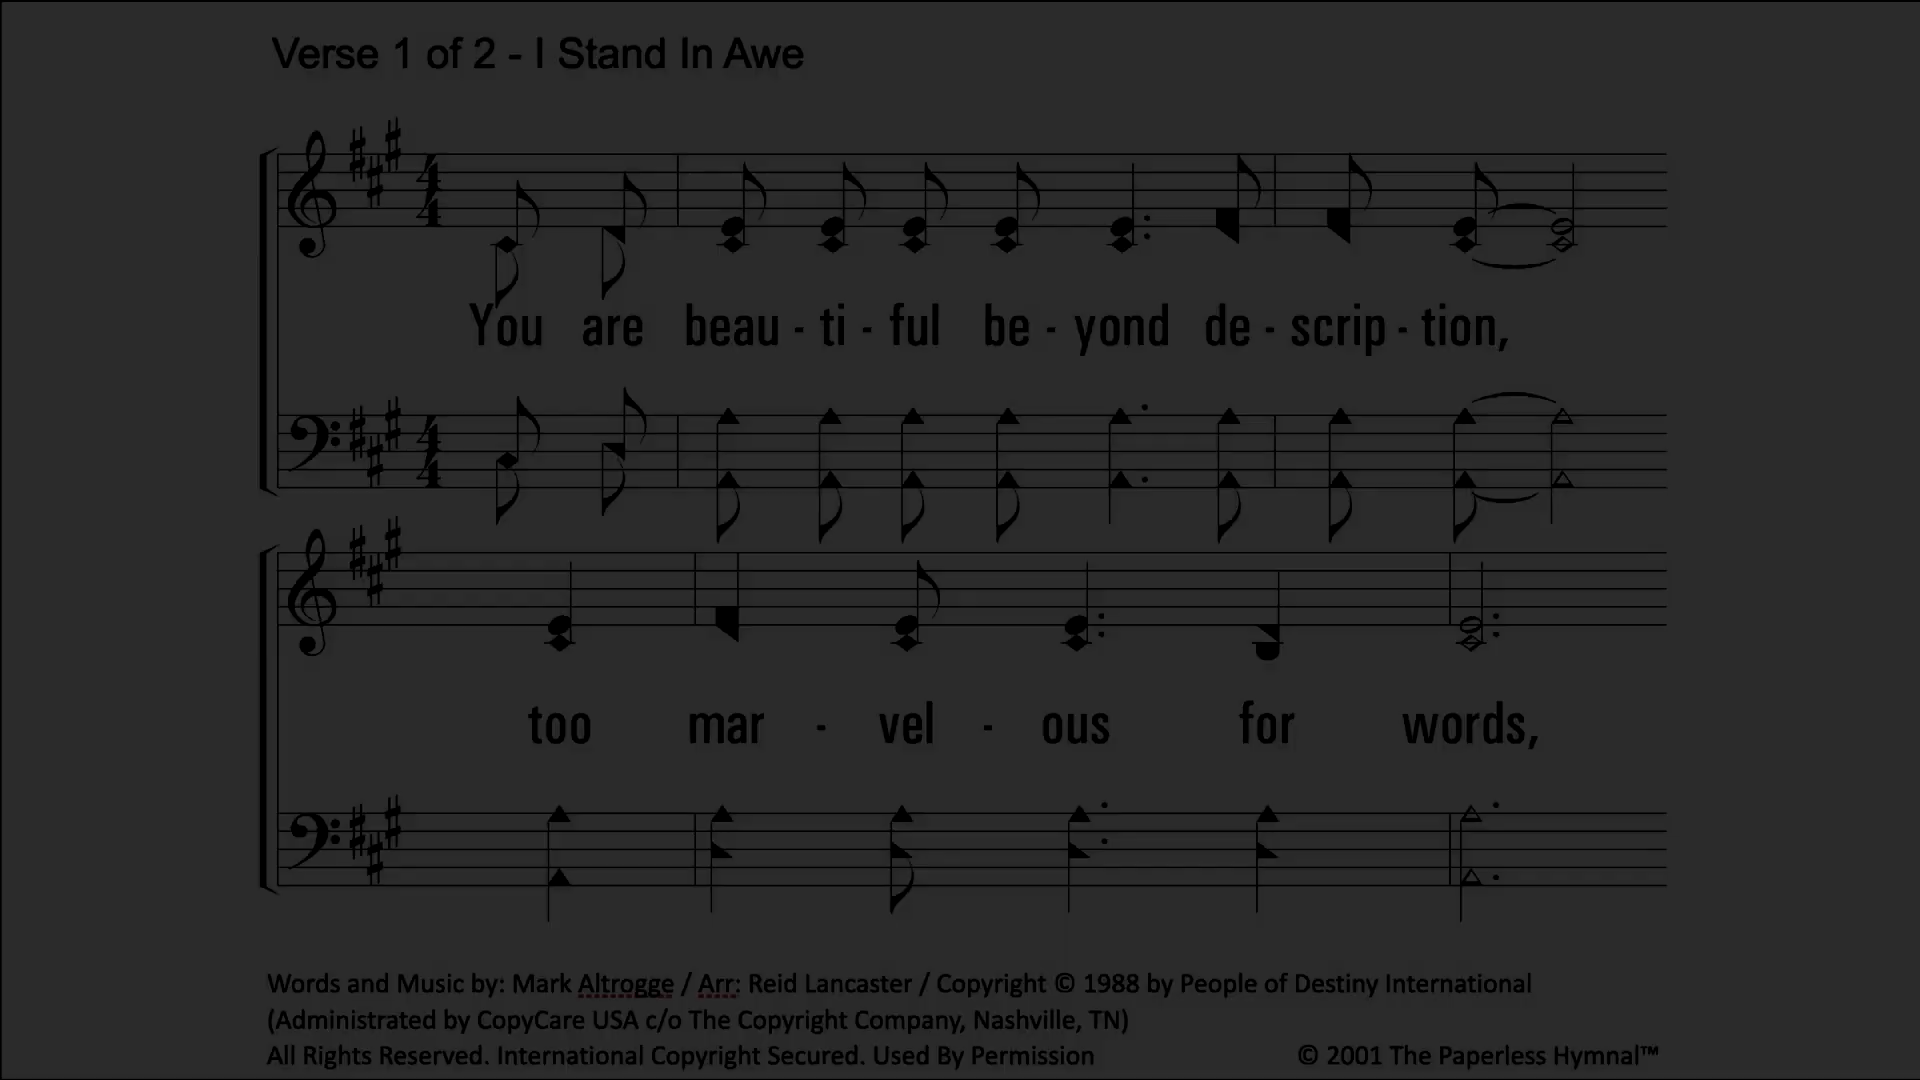 Verse 1 of 2 - I Stand In Awe
You are beau - ti - ful be - yond de - scrip - tion,
too mar - vel - ous for words,
Words and Music by: Mark Altrogge / Arr: Reid Lancaster / Copyright © 1988 by People of Destiny International
(Administrated by CopyCare USA c/o The Copyright Company, Nashville, TN)
All Rights Reserved. International Copyright Secured. Used By Permission © 2001 The Paperless Hymnal™